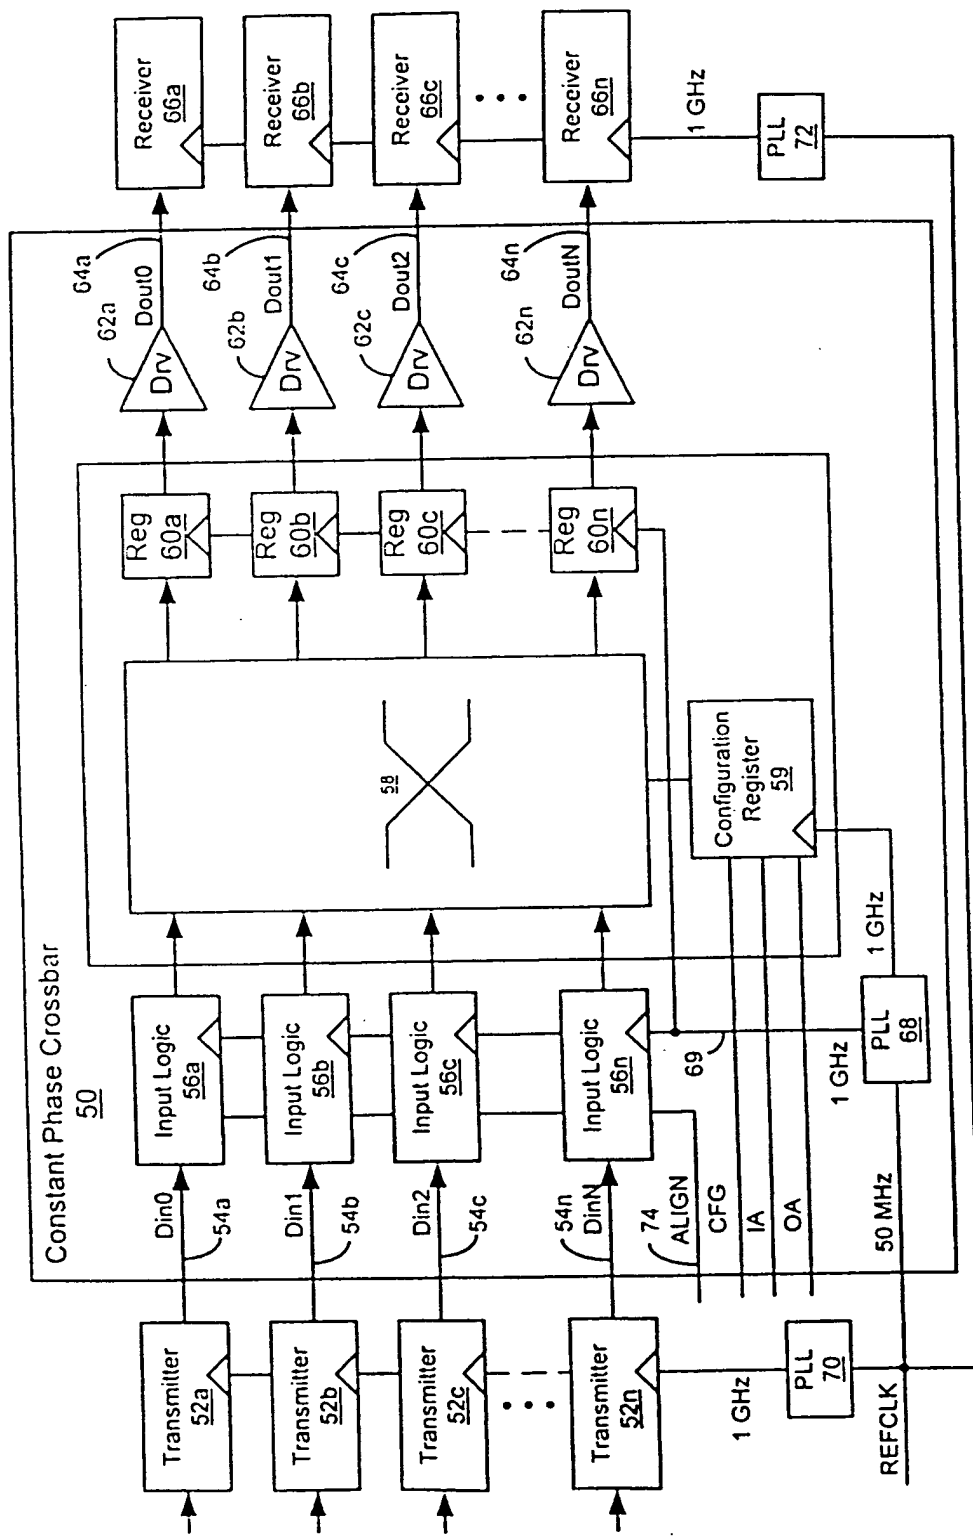 Constant Phase Crossbar
50
Transmitter
52a
Transmitter
52b
Transmitter
52c
Transmitter
52n
Din0
54a
Din1
54b
Din2
54c
54n
DinN
Input Logic
56a
Input Logic
56b
Input Logic
56c
Input Logic
56n
58
Reg
60a
Reg
60b
Reg
60c
Reg
60n
62a
Drv
62b
Drv
62c
Drv
62n
Drv
64a
Dout0
64b
Dout1
64c
Dout2
64n
DoutN
Receiver
66a
Receiver
66b
Receiver
66c
Receiver
66n
74
ALIGN
CFG
IA
OA
Configuration
Register
59
69
1 GHz
1 GHz
PLL
68
50 MHz
1 GHz
PLL
70
REFCLK
1 GHz
PLL
72